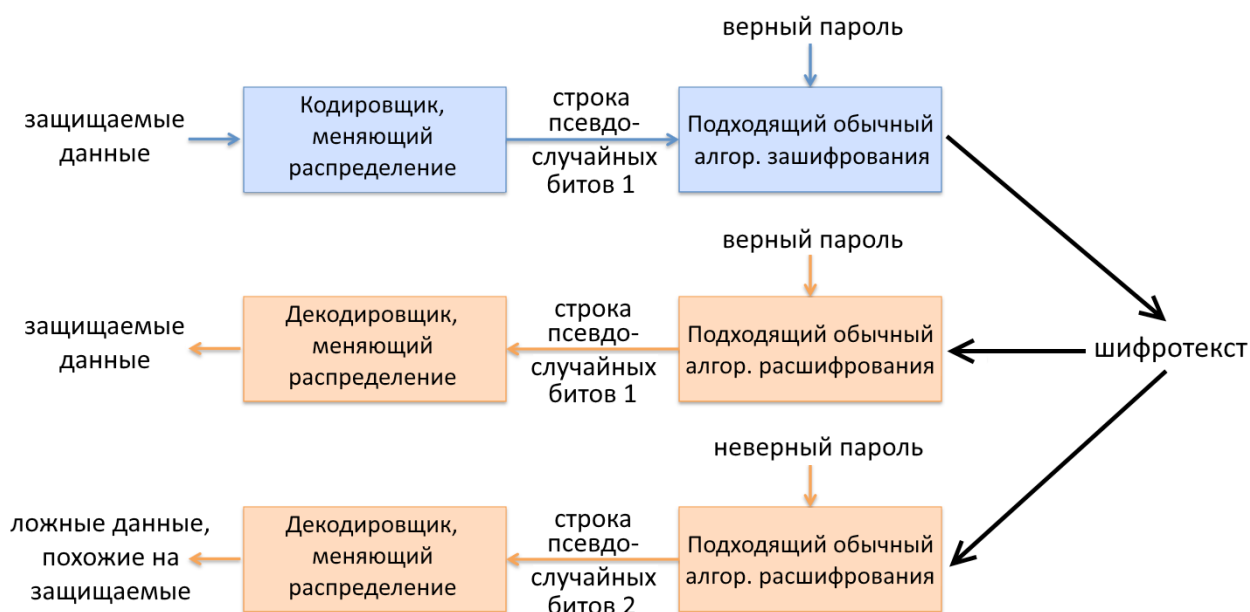 верный пароль
защищаемые
данные
Кодировщик,
меняющий
распределение
строка
псевдо-
случайных
битов 1
Подходящий обычный
алгор. зашифрования
верный пароль
защищаемые
данные
Декодировщик,
меняющий
распределение
строка
псевдо-
случайных
битов 1
Подходящий обычный
алгор. расшифрования
шифротекст
неверный пароль
ложные данные,
похожие на
защищаемые
Декодировщик,
меняющий
распределение
строка
псевдо-
случайных
битов 2
Подходящий обычный
алгор. расшифрования